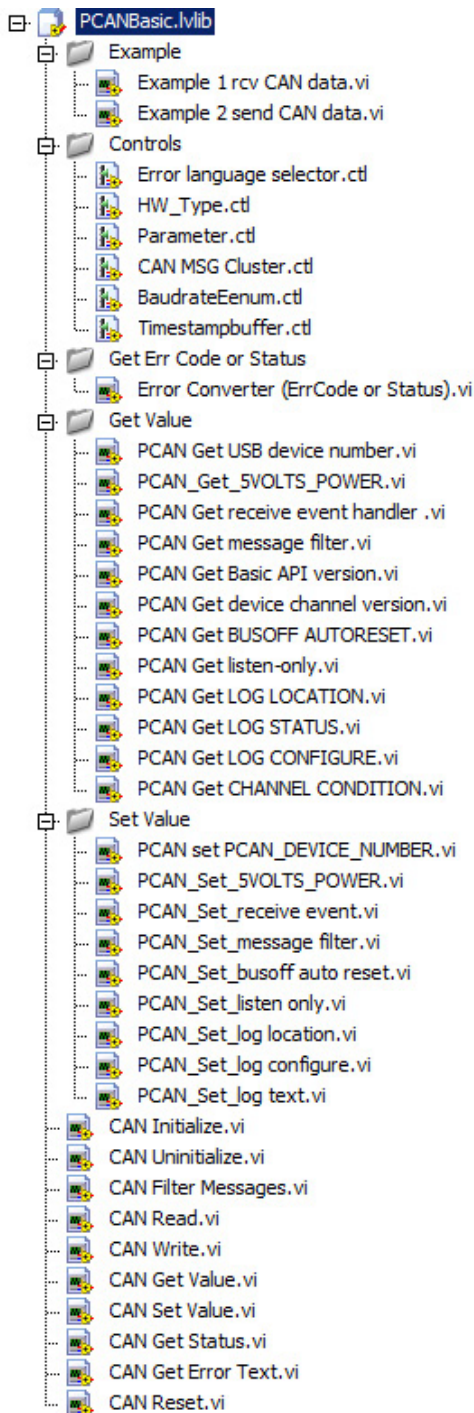 PCANBasic.lvlib
Example
Example 1 rcv CAN data.vi
Example 2 send CAN data.vi
Controls
Error language selector.ctl
HW_Type.ctl
Parameter.ctl
CAN MSG Cluster.ctl
BaudrateEenum.ctl
Timestampbuffer.ctl
Get Err Code or Status
Error Converter (ErrCode or Status).vi
Get Value
PCAN Get USB device number.vi
PCAN_Get_5VOLTS_POWER.vi
PCAN Get receive event handler .vi
PCAN Get message filter.vi
PCAN Get Basic API version.vi
PCAN Get device channel version.vi
PCAN Get BUSOFF AUTORESET.vi
PCAN Get listen-only.vi
PCAN Get LOG LOCATION.vi
PCAN Get LOG STATUS.vi
PCAN Get LOG CONFIGURE.vi
PCAN Get CHANNEL CONDITION.vi
Set Value
PCAN set PCAN_DEVICE_NUMBER.vi
PCAN_Set_5VOLTS_POWER.vi
PCAN_Set_receive event.vi
PCAN_Set_message filter.vi
PCAN_Set_busoff auto reset.vi
PCAN_Set_listen only.vi
PCAN_Set_log location.vi
PCAN_Set_log configure.vi
PCAN_Set_log text.vi
CAN Initialize.vi
CAN Uninitialize.vi
CAN Filter Messages.vi
CAN Read.vi
CAN Write.vi
CAN Get Value.vi
CAN Set Value.vi
CAN Get Status.vi
CAN Get Error Text.vi
CAN Reset.vi